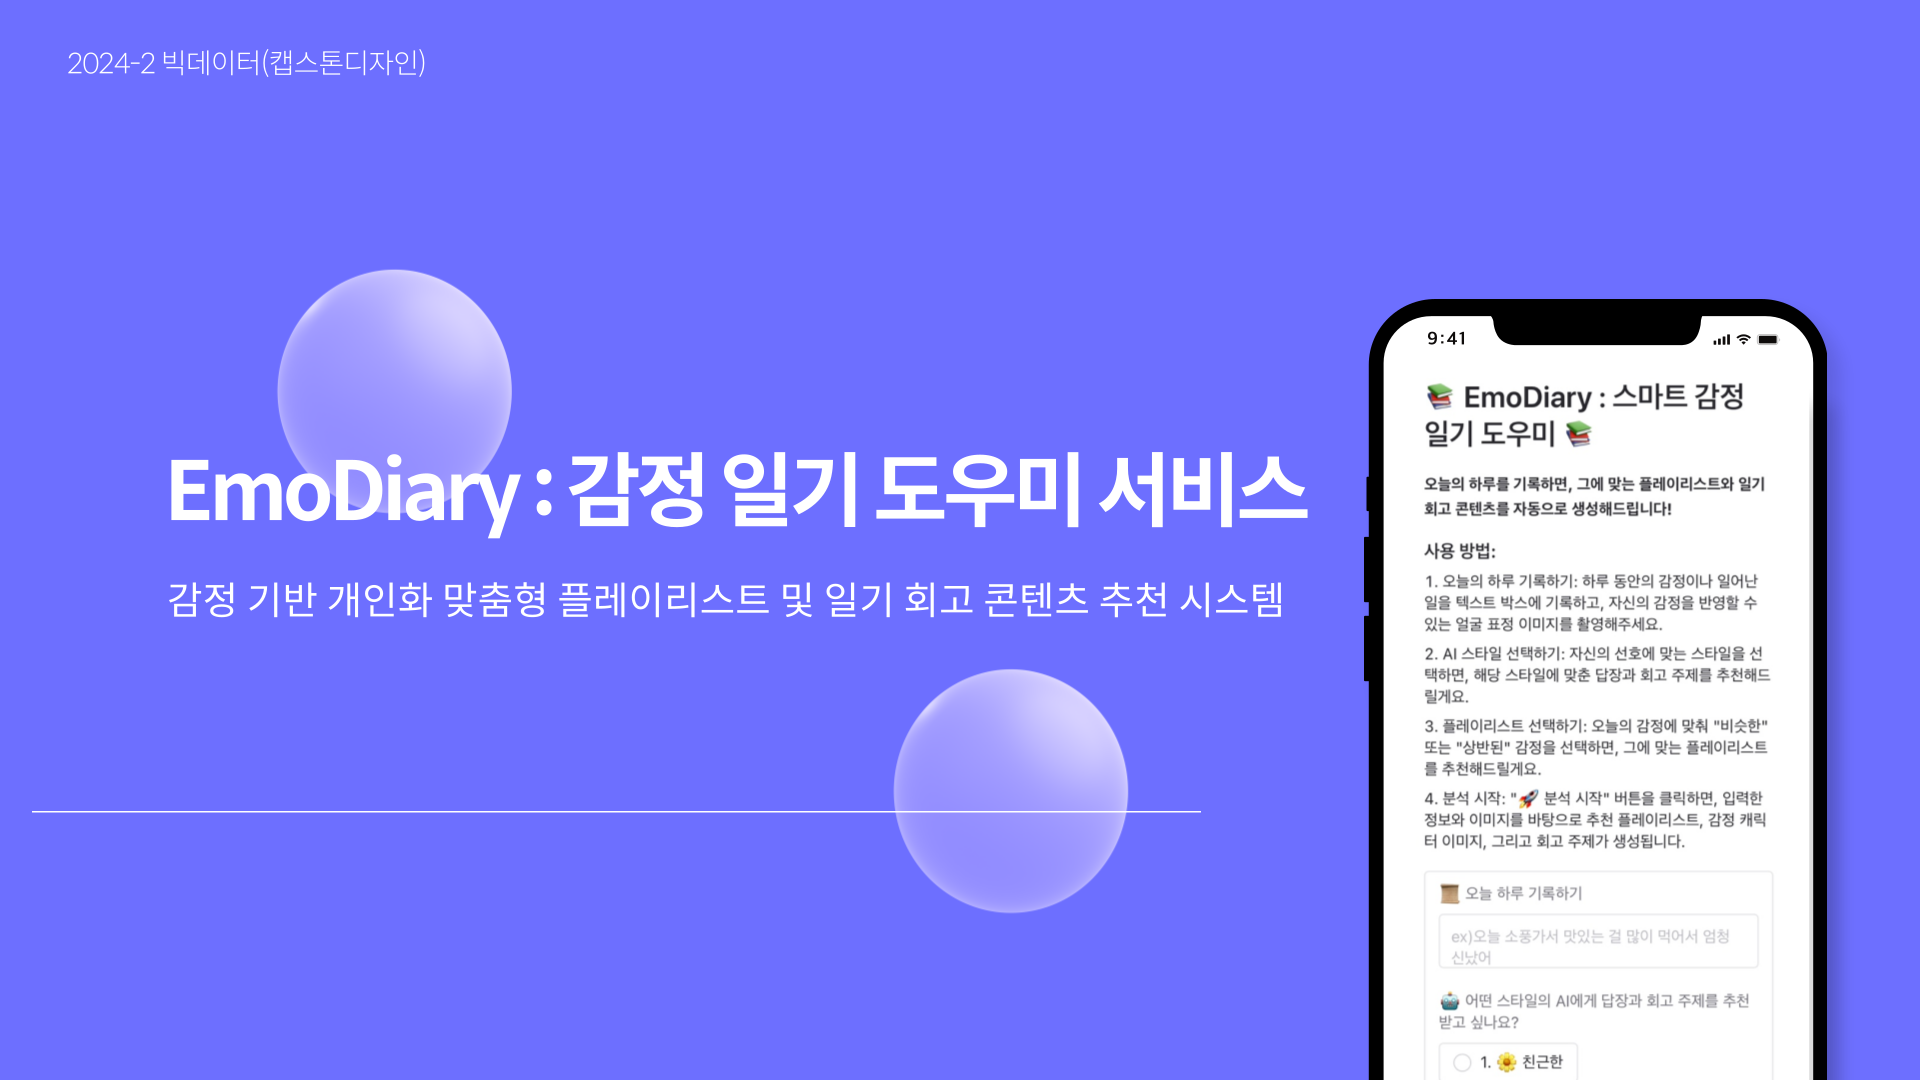 2024-2 빅데이터(캡스톤디자인)
EmoDiary : 감정 일기 도우미 서비스
감정 기반 개인화 맞춤형 플레이리스트 및 일기 회고 콘텐츠 추천 시스템
9:41
📚 EmoDiary : 스마트 감정
일기 도우미 📚
오늘의 하루를 기록하면, 그에 맞는 플레이리스트와 일기
회고 콘텐츠를 자동으로 생성해드립니다!
사용 방법:
1. 오늘의 하루 기록하기: 하루 동안의 감정이나 일어난
일을 텍스트 박스에 기록하고, 자신의 감정을 반영할 수
있는 얼굴 표정 이미지를 촬영해주세요.
2. AI 스타일 선택하기: 자신의 선호에 맞는 스타일을 선
택하면, 해당 스타일에 맞춘 답장과 회고 주제를 추천해드
릴게요.
3. 플레이리스트 선택하기: 오늘의 감정에 맞춰 "비슷한"
또는 "상반된" 감정을 선택하면, 그에 맞는 플레이리스트
를 추천해드릴게요.
4. 분석 시작: "🚀 분석 시작" 버튼을 클릭하면, 입력한
정보와 이미지를 바탕으로 추천 플레이리스트, 감정 캐릭
터 이미지, 그리고 회고 주제가 생성됩니다.
📜 오늘 하루 기록하기
ex)오늘 소풍가서 맛있는 걸 많이 먹어서 엄청
신났어
🤖 어떤 스타일의 AI에게 답장과 회고 주제를 추천
받고 싶나요?
1. 🌼 친근한